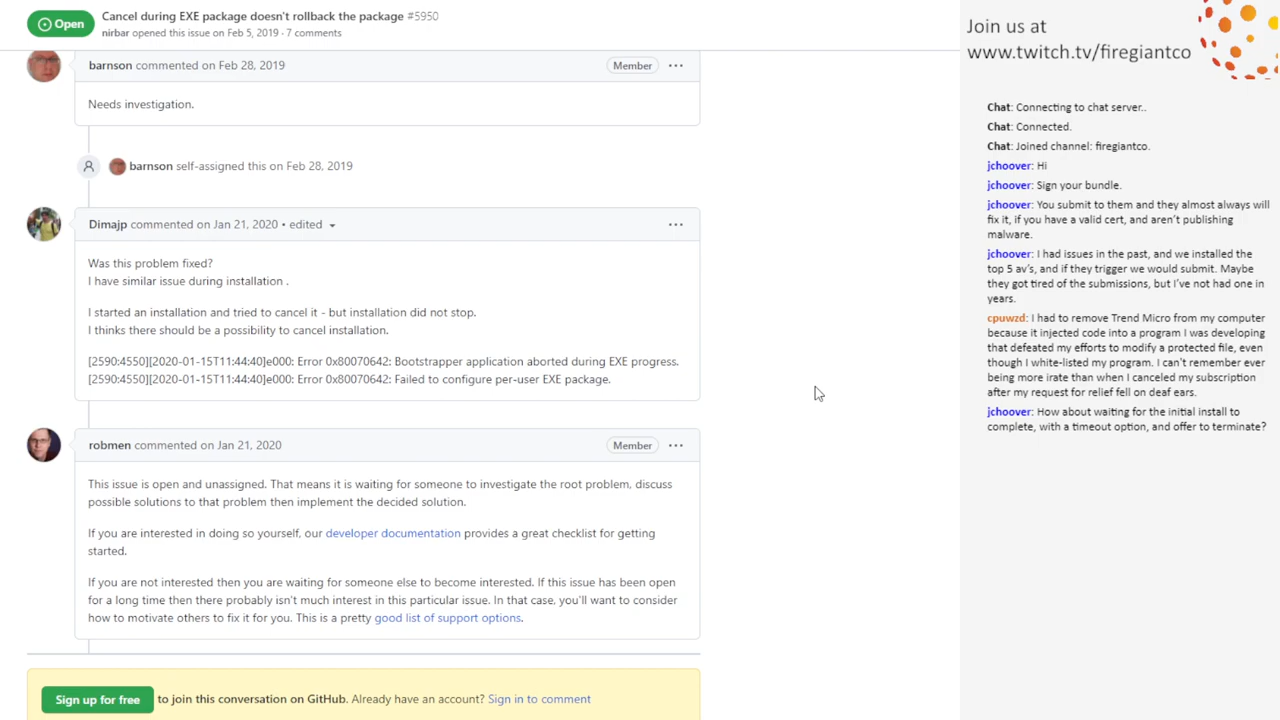 Open
Cancel during EXE package doesn't rollback the package #5950
nirbar opened this issue on Feb 5, 2019 · 7 comments
barnson commented on Feb 28, 2019
Member
Needs investigation.
barnson self-assigned this on Feb 28, 2019
Dimajp commented on Jan 21, 2020 • edited
Was this problem fixed?
I have similar issue during installation .
I started an installation and tried to cancel it - but installation did not stop.
I thinks there should be a possibility to cancel installation.
[2590:4550][2020-01-15T11:44:40]e000: Error 0x80070642: Bootstrapper application aborted during EXE progress.
[2590:4550][2020-01-15T11:44:40]e000: Error 0x80070642: Failed to configure per-user EXE package.
robmen commented on Jan 21, 2020
Member
This issue is open and unassigned. That means it is waiting for someone to investigate the root problem, discuss
possible solutions to that problem then implement the decided solution.
If you are interested in doing so yourself, our developer documentation provides a great checklist for getting
started.
If you are not interested then you are waiting for someone else to become interested. If this issue has been open
for a long time then there probably isn't much interest in this particular issue. In that case, you'll want to consider
how to motivate others to fix it for you. This is a pretty good list of support options.
Sign up for free to join this conversation on GitHub. Already have an account? Sign in to comment
Join us at
www.twitch.tv/firegiantco
Chat: Connecting to chat server..
Chat: Connected.
Chat: Joined channel: firegiantco.
jchoover: Hi
jchoover: Sign your bundle.
jchoover: You submit to them and they almost always will
fix it, if you have a valid cert, and aren't publishing
malware.
jchoover: I had issues in the past, and we installed the
top 5 av's, and if they trigger we would submit. Maybe
they got tired of the submissions, but I've not had one in
years.
cpuwzd: I had to remove Trend Micro from my computer
because it injected code into a program I was developing
that defeated my efforts to modify a protected file, even
though I white-listed my program. I can't remember ever
being more irate than when I canceled my subscription
after my request for relief fell on deaf ears.
jchoover: How about waiting for the initial install to
complete, with a timeout option, and offer to terminate?